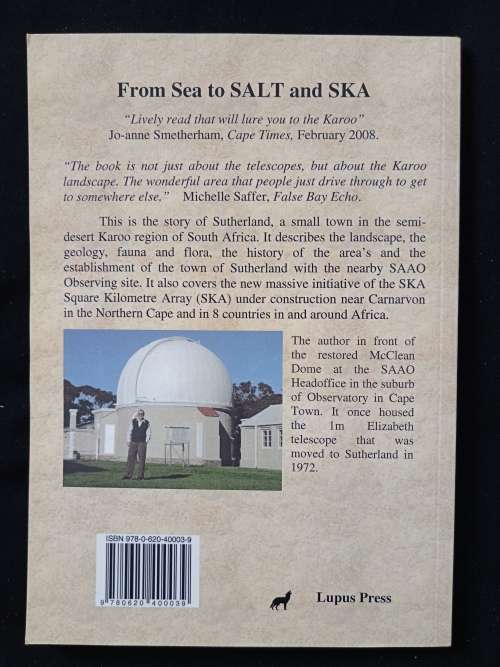 From Sea to SALT and SKA
“Lively read that will lure you to the Karoo”
Jo-anne Smetherham, Cape Times, February 2008.
“The book is not just about the telescopes, but about the Karoo
landscape. The wonderful area that people just drive through to get
to somewhere else.” Michelle Saffer, False Bay Echo.
This is the story of Sutherland, a small town in the semi-
desert Karoo region of South Africa. It describes the landscape, the
geology, fauna and flora, the history of the area's and the
establishment of the town of Sutherland with the nearby SAAO
Observing site. It also covers the new massive initiative of the SKA
Square Kilometre Array (SKA) under construction near Carnarvon
in the Northern Cape and in 8 countries in and around Africa.
The author in front of
the restored McClean
Dome at the SAAO
Headoffice in the suburb
of Observatory in Cape
Town. It once housed
the 1m Elizabeth
telescope that was
moved to Sutherland in
1972.
ISBN 978-0-620-40003-9
9 780620 400039
Lupus Press